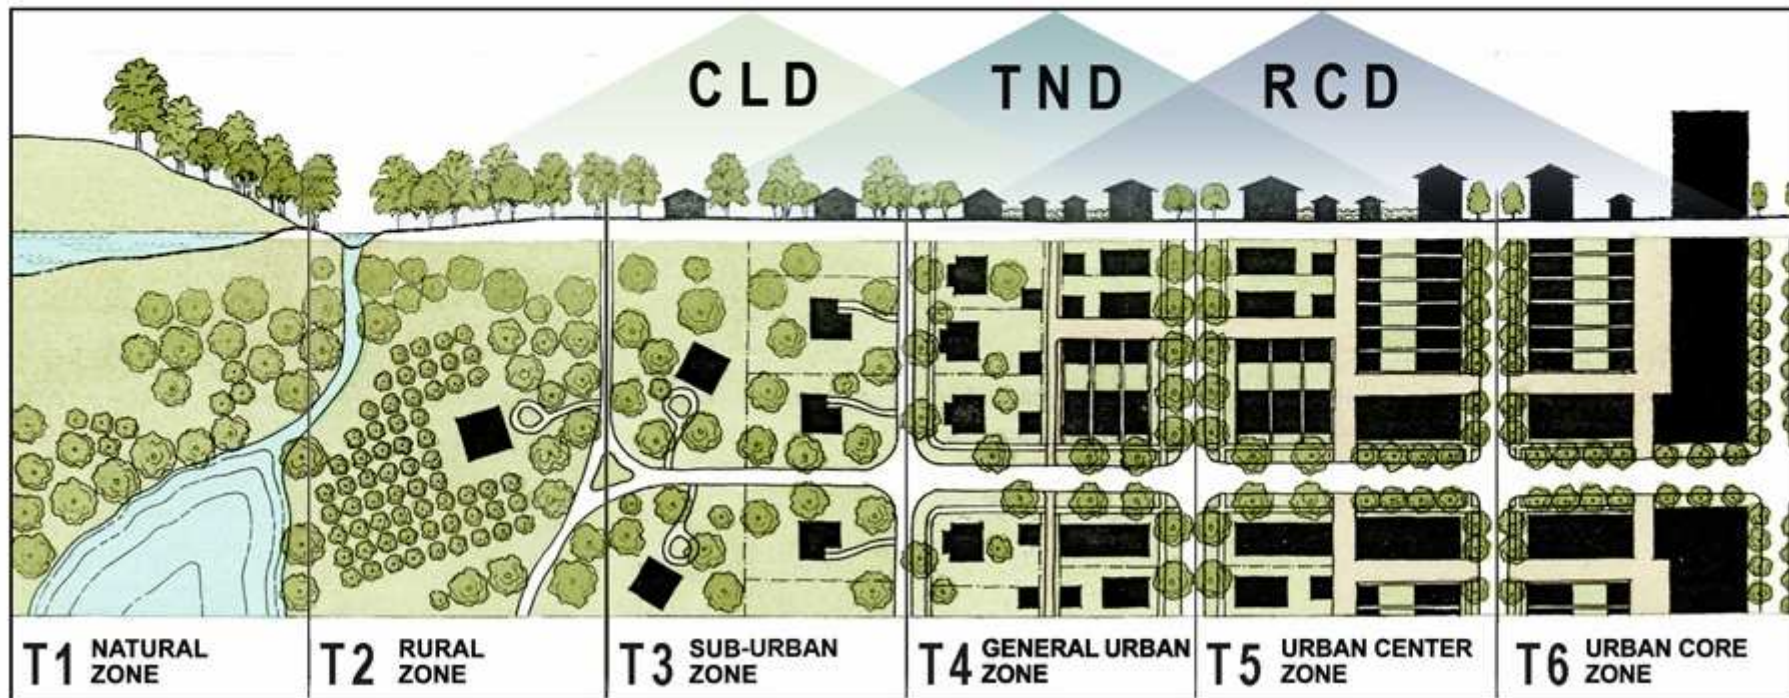 CLD
TND
RCD
T1 NATURAL
ZONE
T2 RURAL
ZONE
T3 SUB-URBAN
ZONE
T4 GENERAL URBAN
ZONE
T5 URBAN CENTER
ZONE
T6 URBAN CORE
ZONE